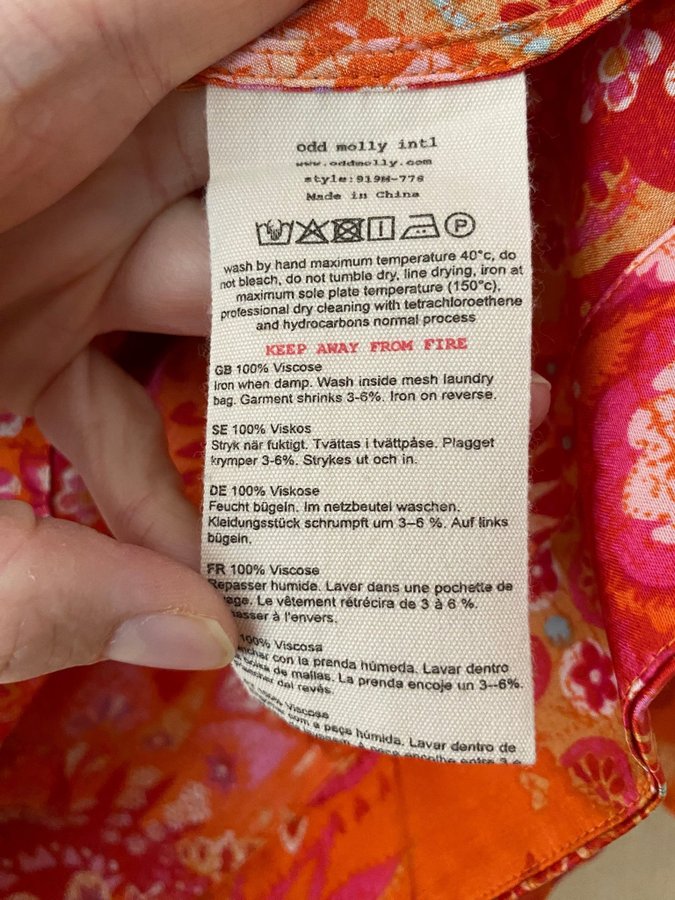 odd molly intl
www.oddmolly.com
style:919M-776
Made in China
P
wash by hand maximum temperature 40°c, do
not bleach, do not tumble dry, line drying, iron at
maximum sole plate temperature (150°c),
professional dry cleaning with tetrachloroethene
and hydrocarbons normal process
KEEP AWAY FROM FIRE
GB 100% Viscose
Iron when damp. Wash inside mesh laundry
bag. Garment shrinks 3-6%. Iron on reverse.
SE 100% Viskos
Stryk när fuktigt. Tvättas i tvättpåse. Plagget
krymper 3-6%. Strykes ut och in.
DE 100% Viskose
Feucht bügeln. Im netzbeutel waschen.
Kleidungsstück schrumpft um 3–6 %. Auf links
bügeln.
FR 100% Viscose
Repasser humide. Laver dans une pochette de
Le vêtement rétrécira de 3 à 6 %.
à l'envers.
100% Viscosa
con la prenda húmeda. Lavar dentro
de mallas. La prenda encoje un 3--6%.
del revés.
100% Viscosa
com a peça húmida. Lavar dentro de
A peça encolhe entre 3 e